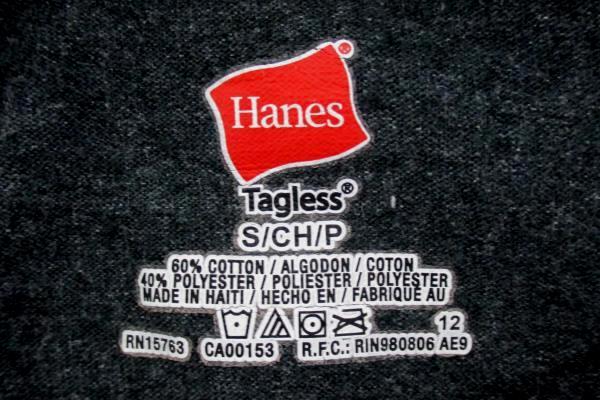 Hanes®
Tagless®
S/CH/P
60% COTTON / ALGODON / COTON
40% POLYESTER / POLIESTER / POLYESTER
MADE IN HAITI / HECHO EN / FABRIQUE AU
12
RN15763 CA00153 R.F.C.: RIN980806 AE9